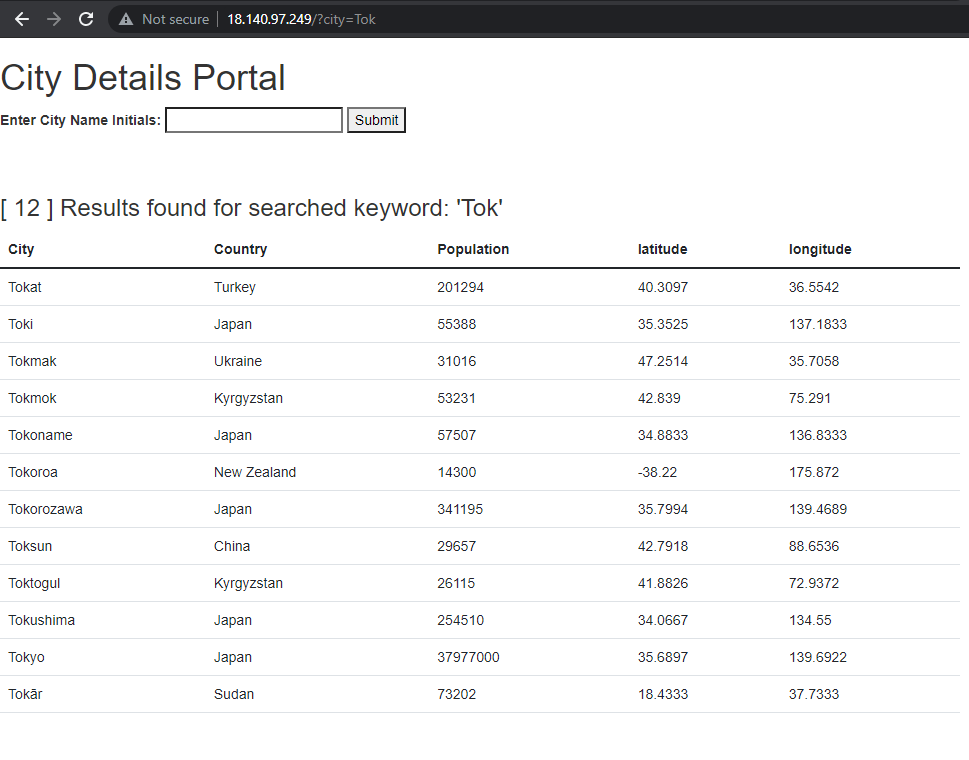 Not secure | 18.140.97.249/?city=Tok
City Details Portal
Enter City Name Initials: Submit
[ 12 ] Results found for searched keyword: 'Tok'
City Country Population latitude longitude
Tokat Turkey 201294 40.3097 36.5542
Toki Japan 55388 35.3525 137.1833
Tokmak Ukraine 31016 47.2514 35.7058
Tokmok Kyrgyzstan 53231 42.839 75.291
Tokoname Japan 57507 34.8833 136.8333
Tokoroa New Zealand 14300 -38.22 175.872
Tokorozawa Japan 341195 35.7994 139.4689
Toksun China 29657 42.7918 88.6536
Toktogul Kyrgyzstan 26115 41.8826 72.9372
Tokushima Japan 254510 34.0667 134.55
Tokyo Japan 37977000 35.6897 139.6922
Tokār Sudan 73202 18.4333 37.7333